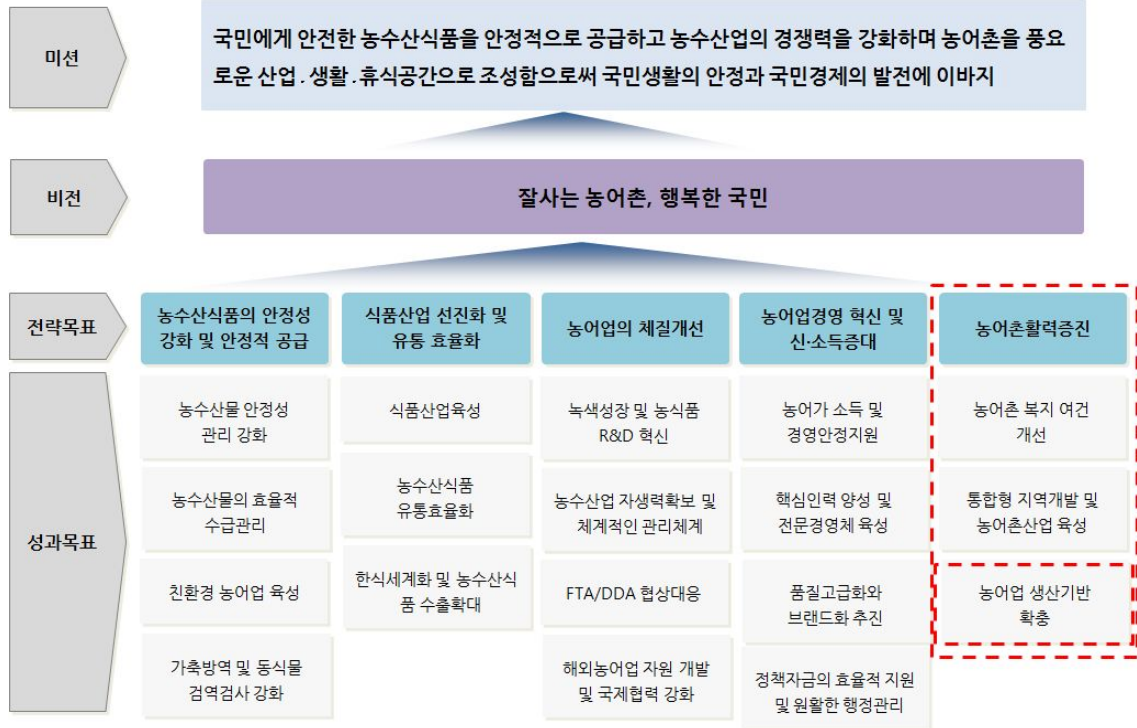 미션
국민에게 안전한 농수산식품을 안정적으로 공급하고 농수산업의 경쟁력을 강화하며 농어촌을 풍요
로운 산업.생활.휴식공간으로 조성함으로써 국민생활의 안정과 국민경제의 발전에 이바지
비전
잘사는 농어촌, 행복한 국민
전략목표
농수산식품의 안정성
강화 및 안정적 공급
식품산업 선진화 및
유통 효율화
농어업의 체질개선
농어업경영 혁신 및
신·소득증대
농어촌활력증진
성과목표
농수산물 안정성
관리 강화
농수산물의 효율적
수급관리
친환경 농어업 육성
가축방역 및 동식물
검역검사 강화
식품산업육성
농수산식품
유통효율화
한식세계화 및 농수산식
품 수출확대
녹색성장 및 농식품
R&D 혁신
농수산업 자생력확보 및
체계적인 관리체계
FTA/DDA 협상대응
해외농어업 자원 개발
및 국제협력 강화
농어가 소득 및
경영안정지원
핵심인력 양성 및
전문경영체 육성
품질고급화와
브랜드화 추진
정책자금의 효율적 지원
및 원활한 행정관리
농어촌 복지 여건
개선
통합형 지역개발 및
농어촌산업 육성
농어업 생산기반
확충